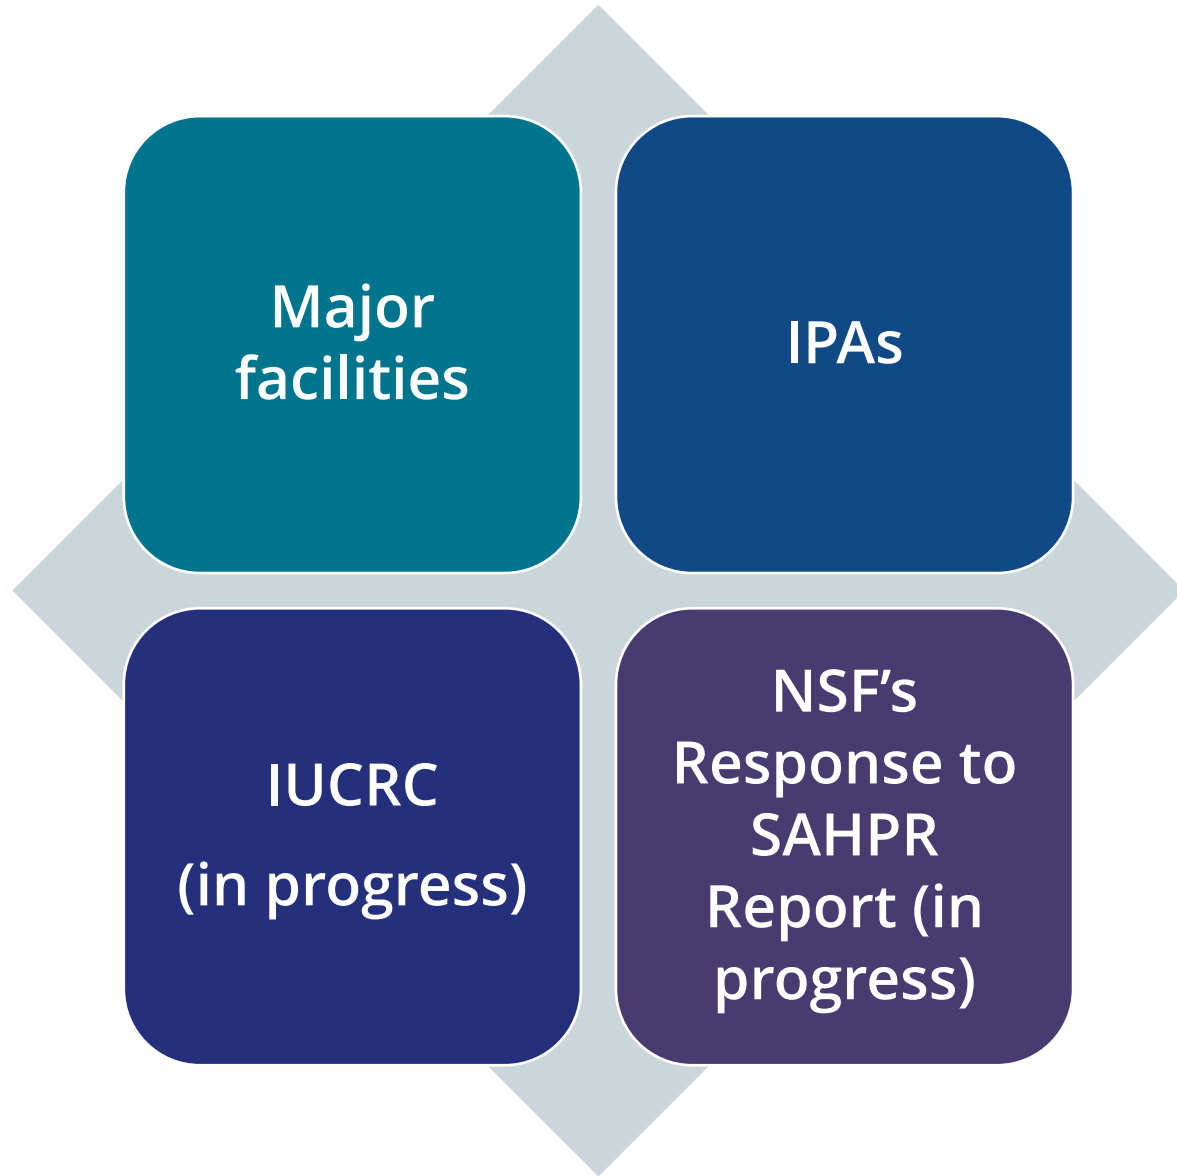 Major
facilities
IPAs
IUCRC
(in progress)
NSF’s
Response to
SAHPR
Report (in
progress)